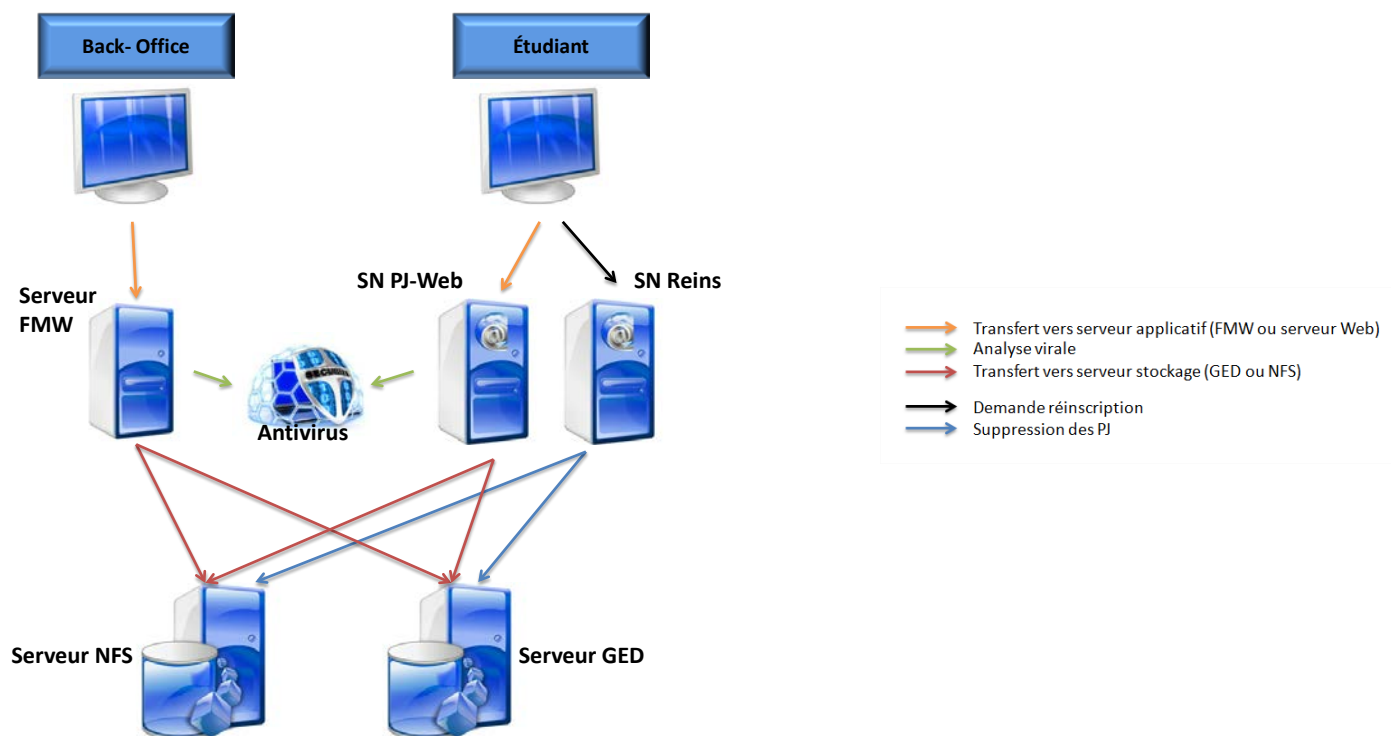 Back- Office
Étudiant
SN PJ-Web
SN Reins
Serveur
FMW
SECURITY
Antivirus
Transfert vers serveur applicatif (FMW ou serveur Web)
Analyse virale
Transfert vers serveur stockage (GED ou NFS)
Demande réinscription
Suppression des PJ
Serveur NFS
Serveur GED